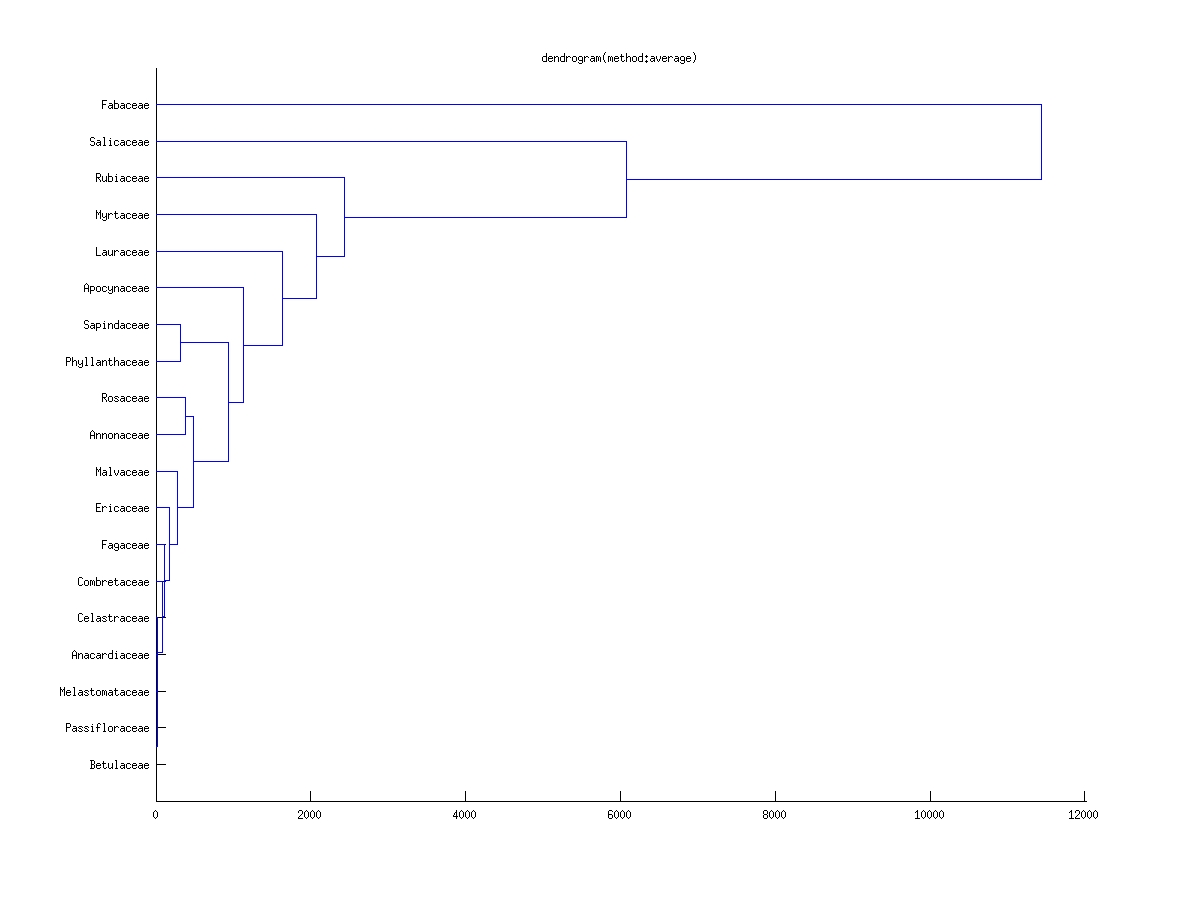 dendrogram(method:average)
Fabaceae
Salicaceae
Rubiaceae
Myrtaceae
Lauraceae
Apocynaceae
Sapindaceae
Phyllanthaceae
Rosaceae
Annonaceae
Malvaceae
Ericaceae
Fagaceae
Combretaceae
Celastraceae
Anacardiaceae
Melastomataceae
Passifloraceae
Betulaceae
0 2000 4000 6000 8000 10000 12000